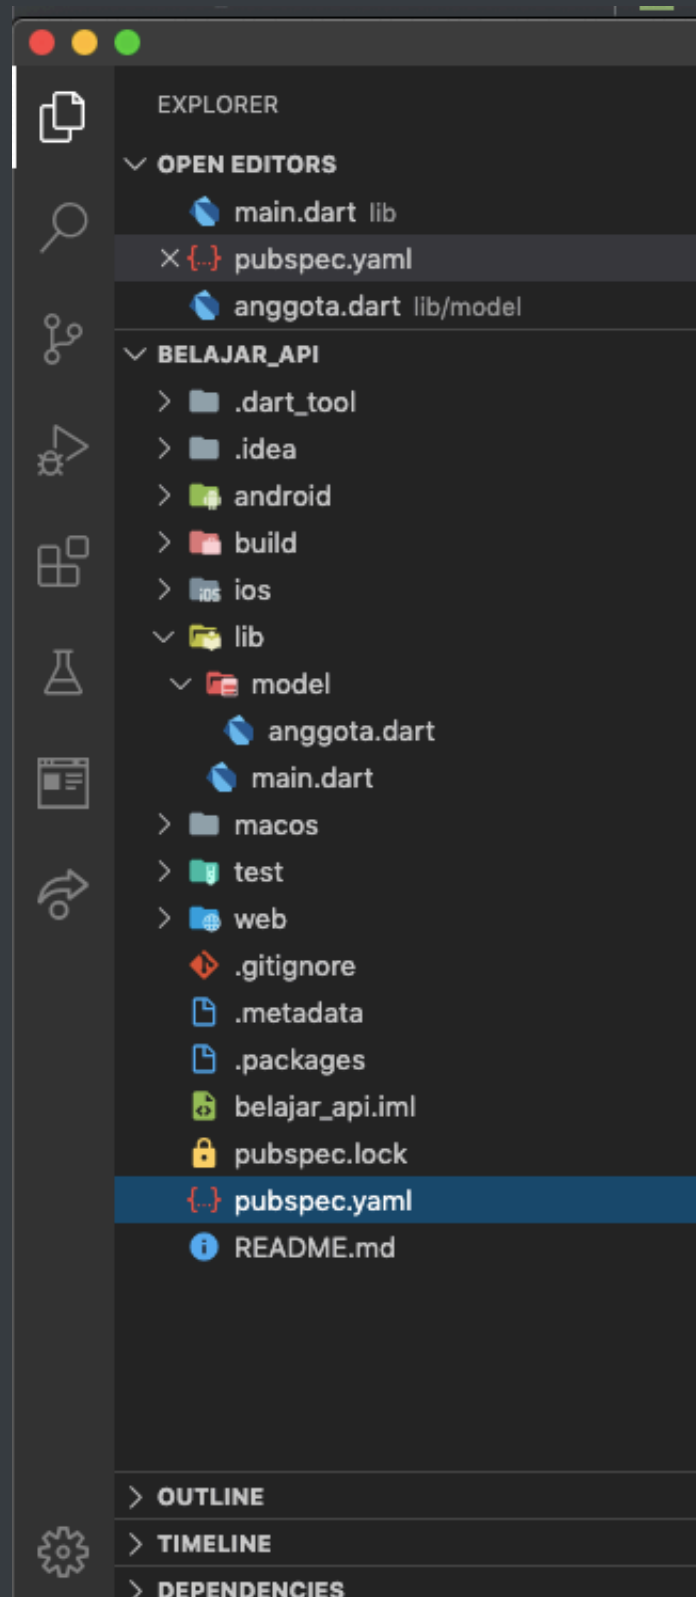 EXPLORER
OPEN EDITORS
main.dart lib
{..} pubspec.yaml
anggota.dart lib/model
BELAJAR_API
.dart_tool
.idea
android
build
iOS ios
lib
model
anggota.dart
main.dart
macos
test
web
.gitignore
.metadata
.packages
belajar_api.iml
pubspec.lock
{..} pubspec.yaml
README.md
OUTLINE
TIMELINE
DEPENDENCIES